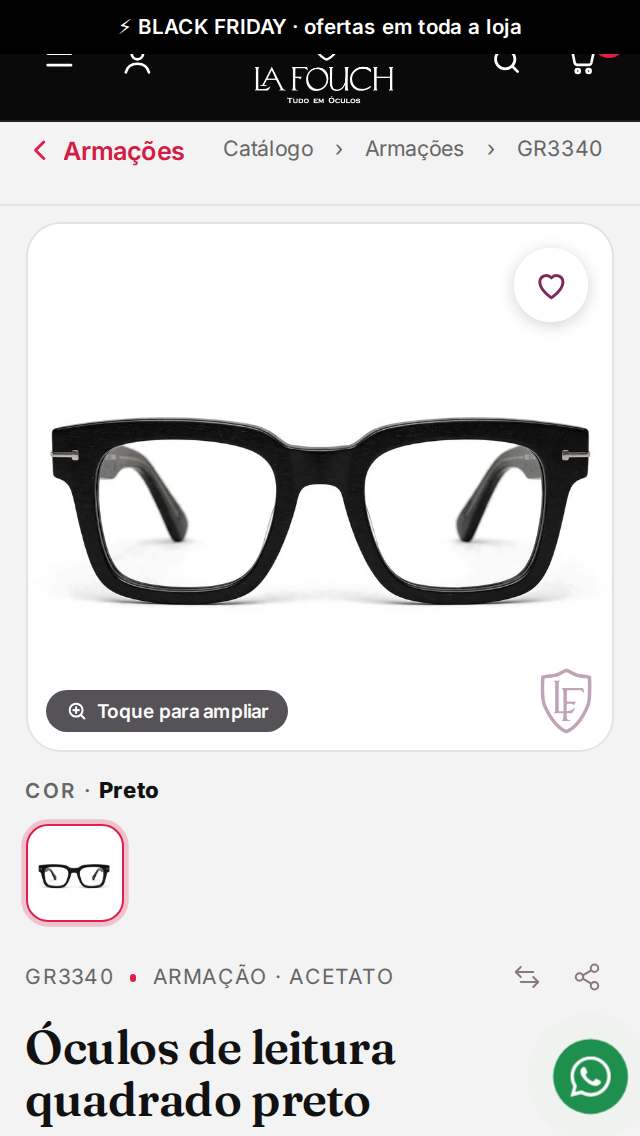 ⚡ BLACK FRIDAY · ofertas em toda a loja
LA FOUCH
TUDO EM ÓCULOS
Armações
Catálogo › Armações › GR3340
Toque para ampliar
LF
COR · Preto
GR3340 • ARMAÇÃO · ACETATO
Óculos de leitura
quadrado preto